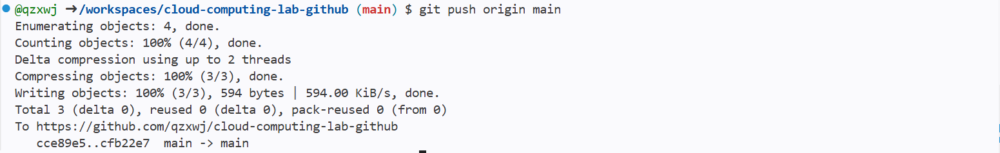 @qzxwj →/workspaces/cloud-computing-lab-github (main) $ git push origin main
Enumerating objects: 4, done.
Counting objects: 100% (4/4), done.
Delta compression using up to 2 threads
Compressing objects: 100% (3/3), done.
Writing objects: 100% (3/3), 594 bytes | 594.00 KiB/s, done.
Total 3 (delta 0), reused 0 (delta 0), pack-reused 0 (from 0)
To https://github.com/qzxwj/cloud-computing-lab-github
   cce89e5..cfb22e7  main -> main